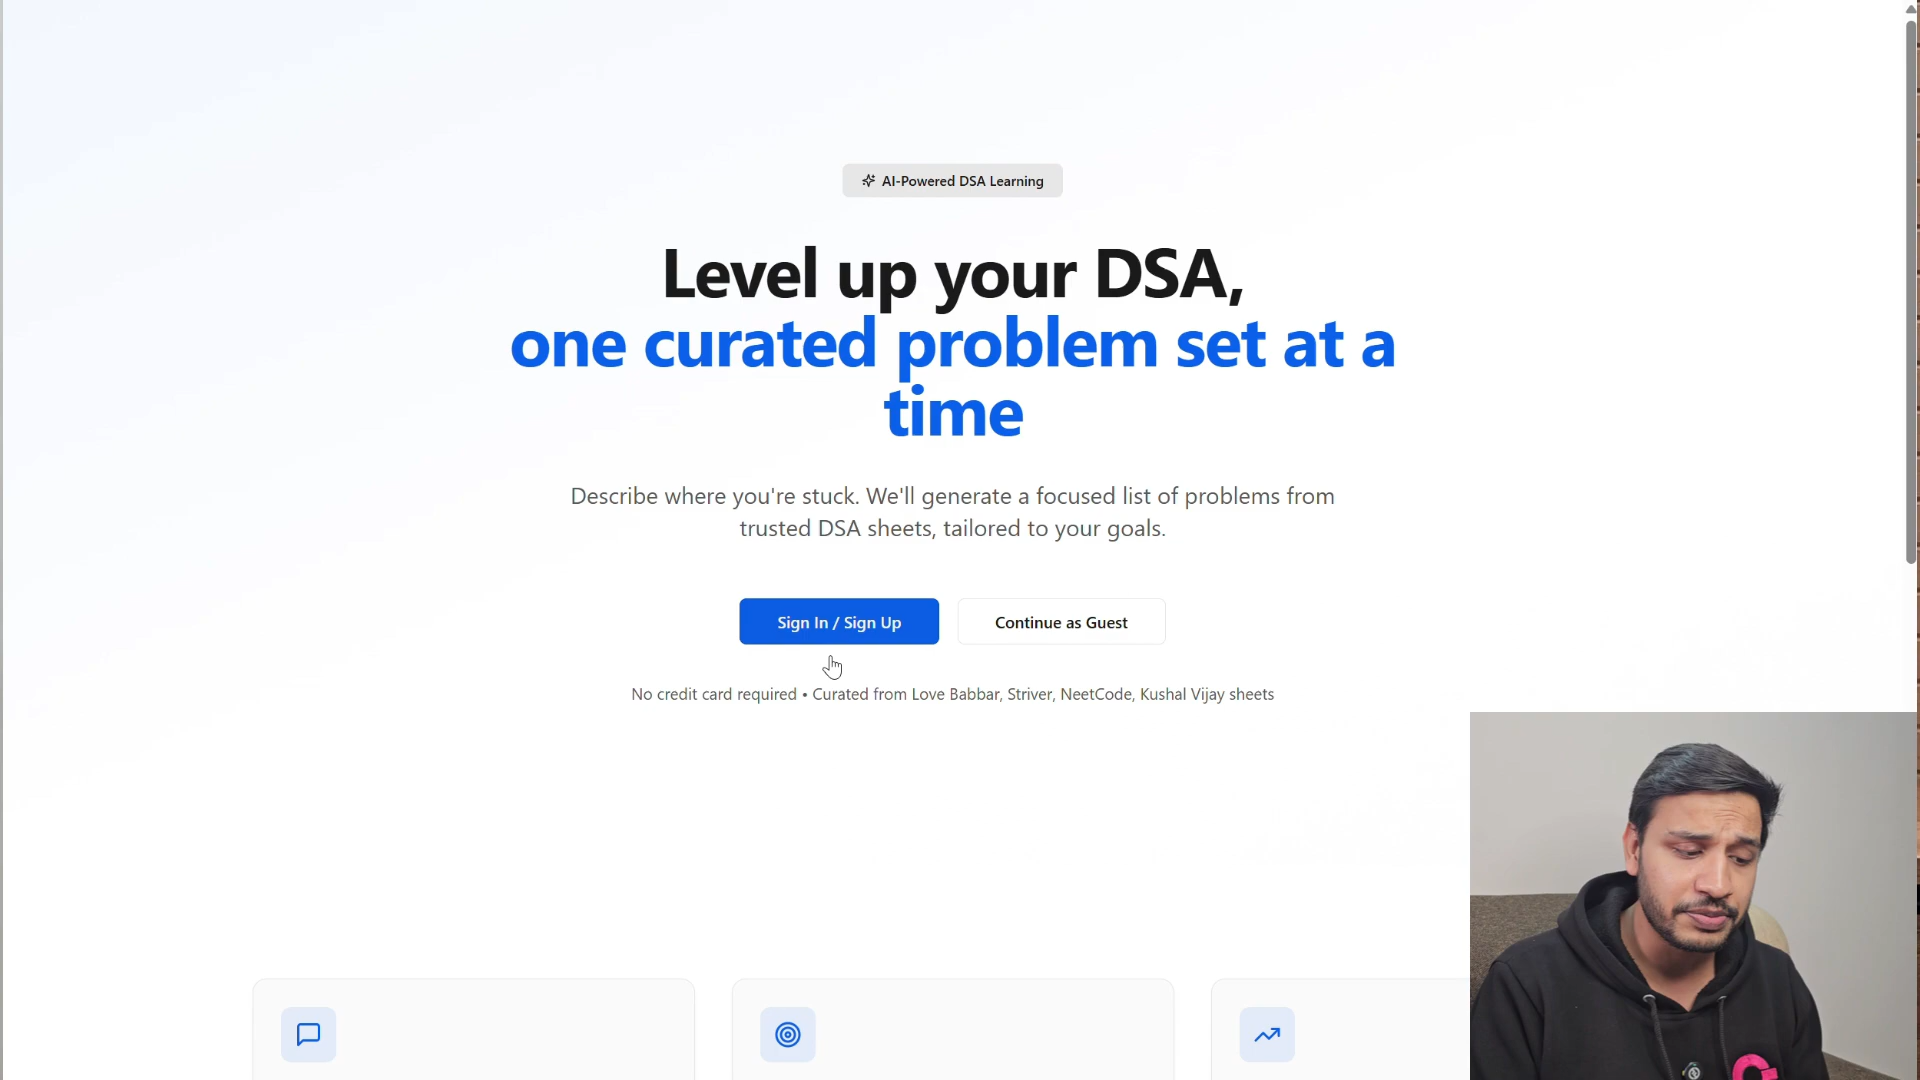 AI-Powered DSA Learning
Level up your DSA,
one curated problem set at a
time
Describe where you're stuck. We'll generate a focused list of problems from
trusted DSA sheets, tailored to your goals.
Sign In / Sign Up
Continue as Guest
No credit card required • Curated from Love Babbar, Striver, NeetCode, Kushal Vijay sheets